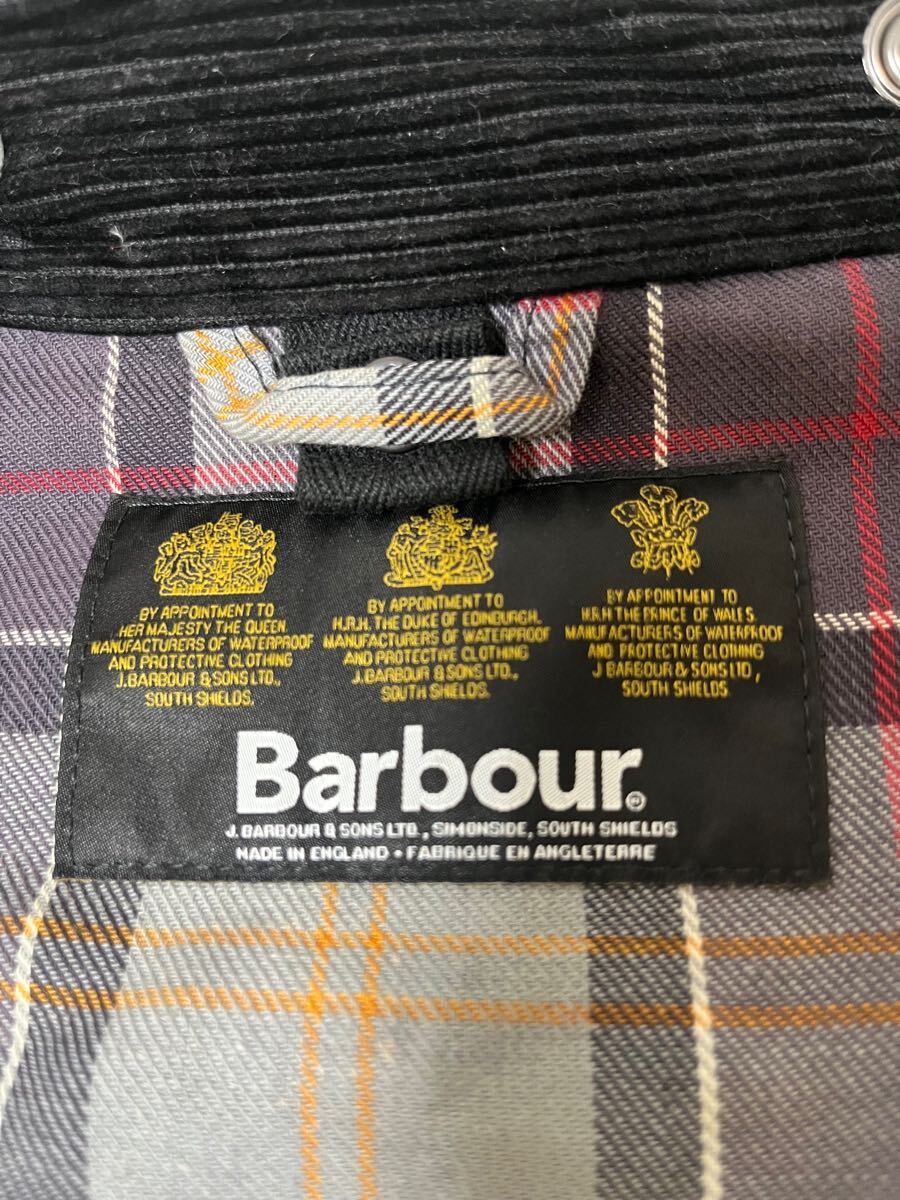 BY APPOINTMENT TO
HER MAJESTY THE QUEEN
MANUFACTURERS OF WATERPROOF
AND PROTECTIVE CLOTHING
J.BARBOUR & SONS LTD.,
SOUTH SHIELDS.
BY APPOINTMENT TO
H.R.H. THE DUKE OF EDINBURGH.
MANUFACTURERS OF WATERPROOF
AND PROTECTIVE CLOTHING
J.BARBOUR & SONS LTD.,
SOUTH SHIELDS.
BY APPOINTMENT TO
H.R.H THE PRINCE OF WALES
MANUFACTURERS OF WATERPROOF
AND PROTECTIVE CLOTHING
J BARBOUR & SONS LTD,
SOUTH SHIELDS.
Barbour®
J. BARBOUR & SONS LTD., SIMONSIDE, SOUTH SHIELDS
MADE IN ENGLAND • FABRIQUE EN ANGLETERRE